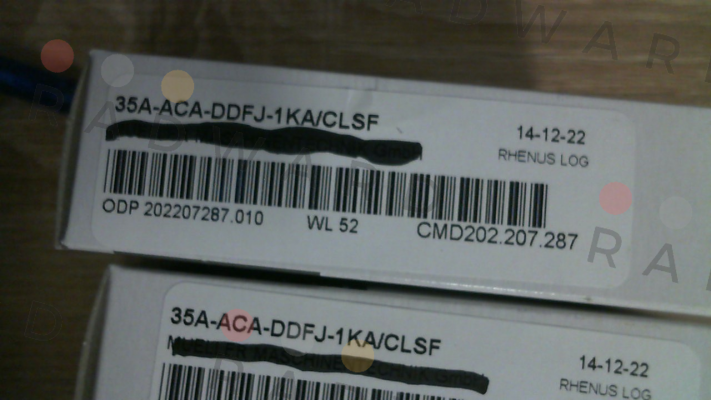 35A-ACA-DDFJ-1KA/CLSF
14-12-22
RHENUS LOG
ODP 202207287.010 WL 52 CMD202.207.287
35A-ACA-DDFJ-1KA/CLSF
14-12-22
RHENUS LOG
RADWAR